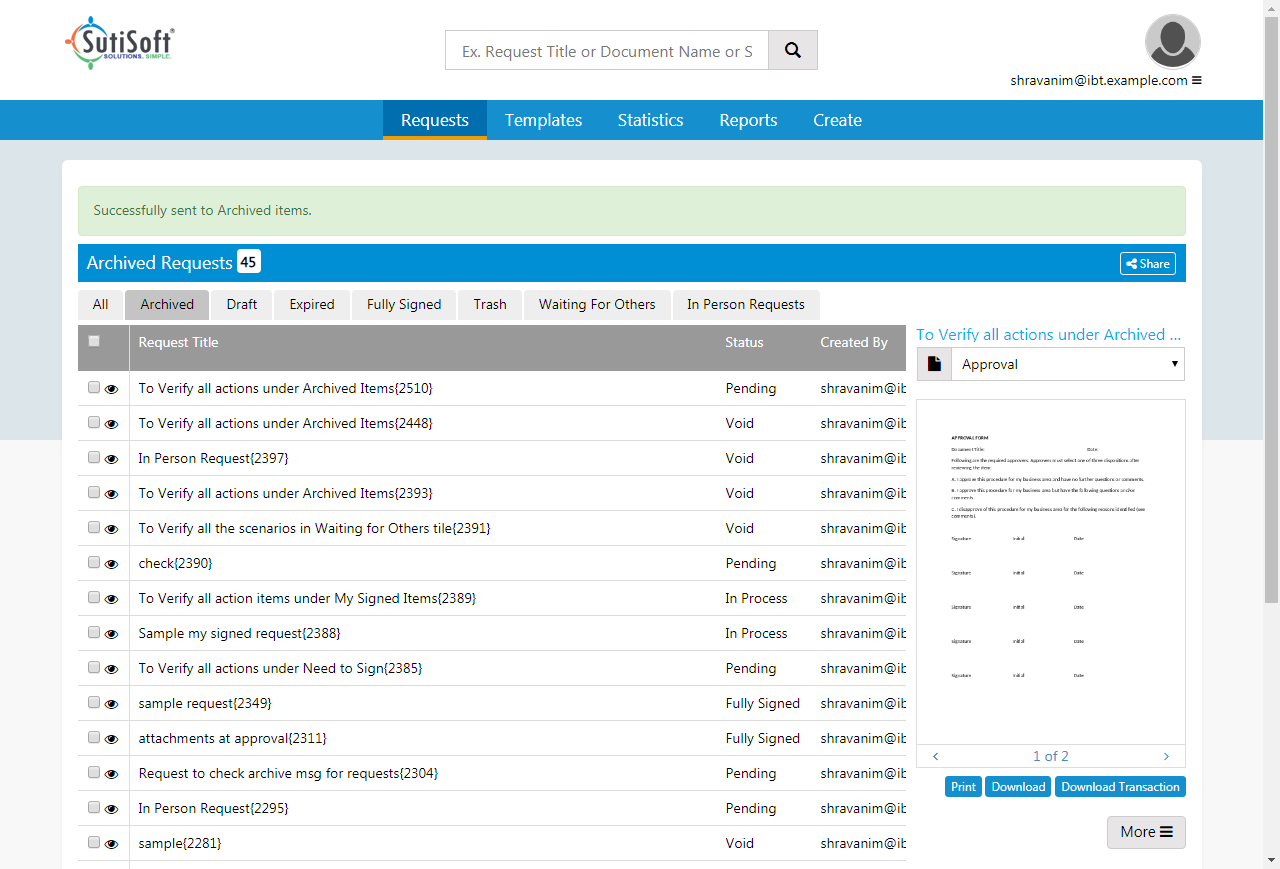 SutiSoft®
SOLUTIONS. SIMPLE.
Ex. Request Title or Document Name or S
shravanim@ibt.example.com
Requests Templates Statistics Reports Create
Successfully sent to Archived items.
Archived Requests 45 Share
All Archived Draft Expired Fully Signed Trash Waiting For Others In Person Requests
Request Title Status Created By
To Verify all actions under Archived Items{2510} Pending shravanim@ib
To Verify all actions under Archived Items{2448} Void shravanim@ib
In Person Request{2397} Void shravanim@ib
To Verify all actions under Archived Items{2393} Void shravanim@ib
To Verify all the scenarios in Waiting for Others tile{2391} Void shravanim@ib
check{2390} Pending shravanim@ib
To Verify all action items under My Signed Items{2389} In Process shravanim@ib
Sample my signed request{2388} In Process shravanim@ib
To Verify all actions under Need to Sign{2385} Pending shravanim@ib
sample request{2349} Fully Signed shravanim@ib
attachments at approval{2311} Fully Signed shravanim@ib
Request to check archive msg for requests{2304} Pending shravanim@ib
In Person Request{2295} Pending shravanim@ib
sample{2281} Void shravanim@ib
To Verify all actions under Archived ...
Approval
APPROVAL FORM
Document Title: Date:
Following are the required approvers. Approvers must select one of three dispositions after
reviewing the item:
A. I approve this procedure for my business area and have no further questions or comments.
B. I approve this procedure for my business area but have the following questions and/or
comments.
C. I disapprove of this procedure for my business area for the following reasons identified (see
comments).
Signature Initial Date
Signature Initial Date
Signature Initial Date
Signature Initial Date
Signature Initial Date
1 of 2
Print Download Download Transaction
More